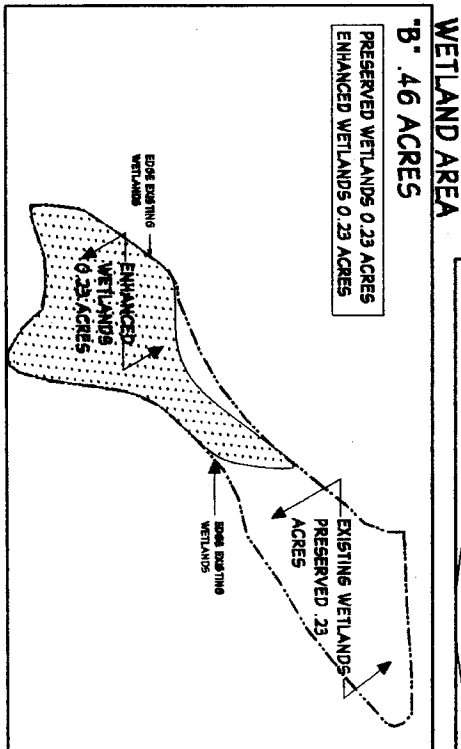 WETLAND AREA
"B" .46 ACRES
PRESERVED WETLANDS 0.23 ACRES
ENHANCED WETLANDS 0.23 ACRES
EDGE EXISTING
WETLANDS
ENHANCED
WETLANDS
0.23 ACRES
EXISTING WETLANDS
PRESERVED .23
ACRES
EDGE EXISTING
WETLANDS